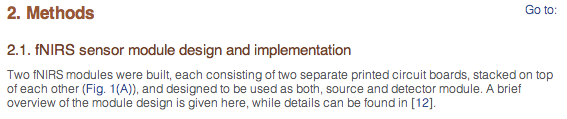 2. Methods
Go to:
2.1. fNIRS sensor module design and implementation
Two fNIRS modules were built, each consisting of two separate printed circuit boards, stacked on top
of each other (Fig. 1(A)), and designed to be used as both, source and detector module. A brief
overview of the module design is given here, while details can be found in [12].